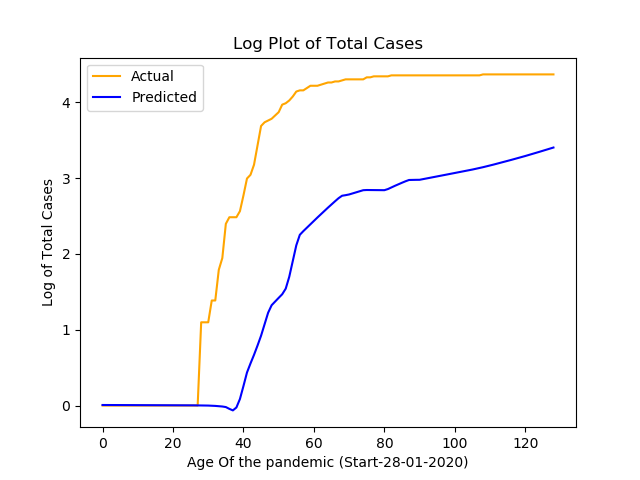 Log Plot of Total Cases
Actual
Predicted
Log of Total Cases
4
3
2
1
0
0 20 40 60 80 100 120
Age Of the pandemic (Start-28-01-2020)